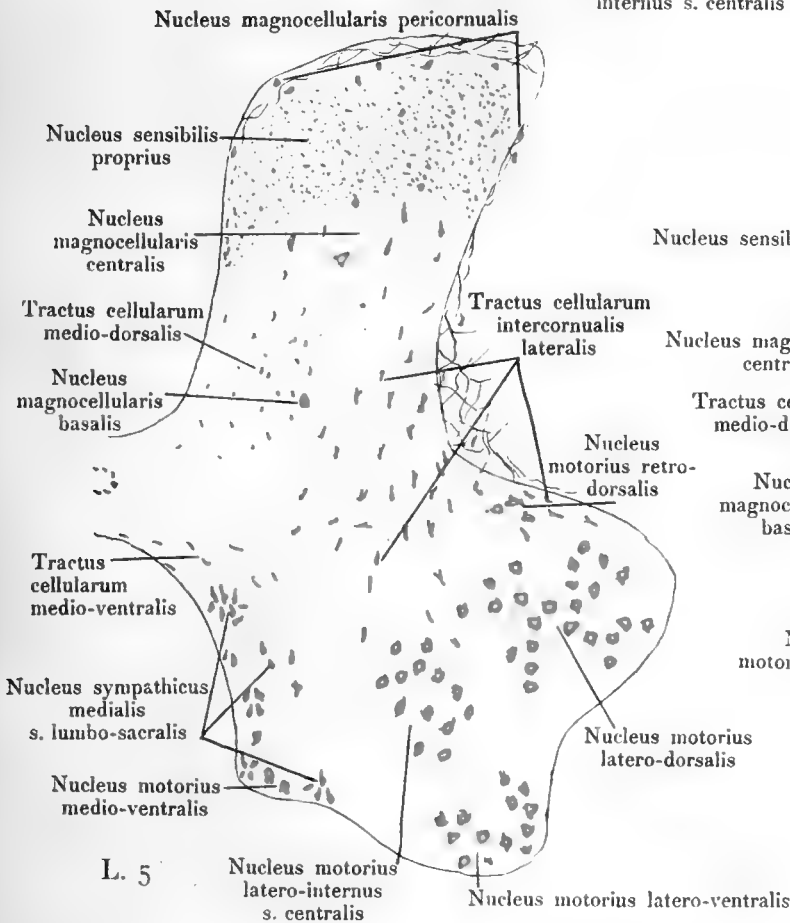 internus s. centralis
Nucleus magnocellularis pericornualis
Nucleus sensibilis
proprius
Nucleus
magnocellularis
centralis
Tractus cellularum
medio-dorsalis
Nucleus
magnocellularis
basalis
Tractus
cellularum
medio-ventralis
Nucleus sympathicus
medialis
s. lumbo-sacralis
Nucleus motorius
medio-ventralis
L. 5
Nucleus motorius
latero-internus
s. centralis
Nucleus motorius latero-ventralis
Nucleus motorius
latero-dorsalis
Nucleus
motorius retro-
dorsalis
Tractus cellularum
intercornualis
lateralis
Nucleus sensib
Nucleus mag
centr
Tractus ce
medio-d
Nuc
magnoce
bas
motor